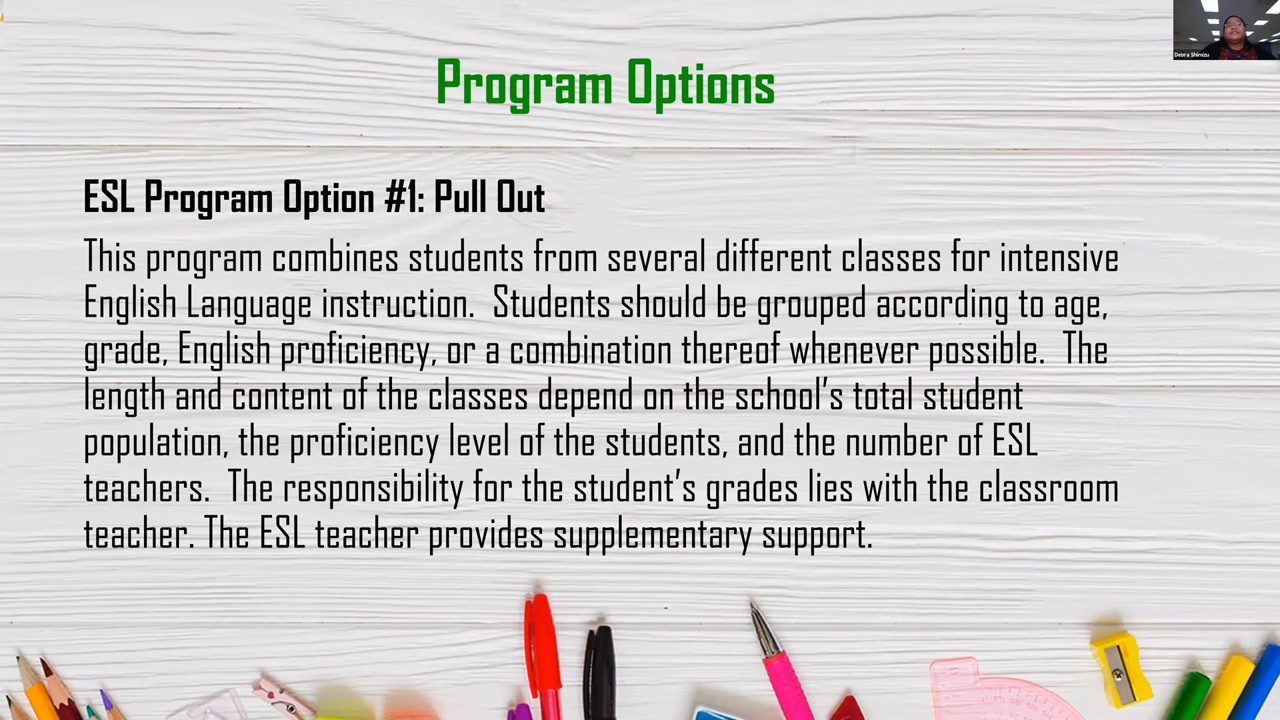 Program Options
Debra Shimizu
ESL Program Option #1: Pull Out
This program combines students from several different classes for intensive
English Language instruction.  Students should be grouped according to age,
grade, English proficiency, or a combination thereof whenever possible.  The
length and content of the classes depend on the school's total student
population, the proficiency level of the students, and the number of ESL
teachers.  The responsibility for the student's grades lies with the classroom
teacher. The ESL teacher provides supplementary support.